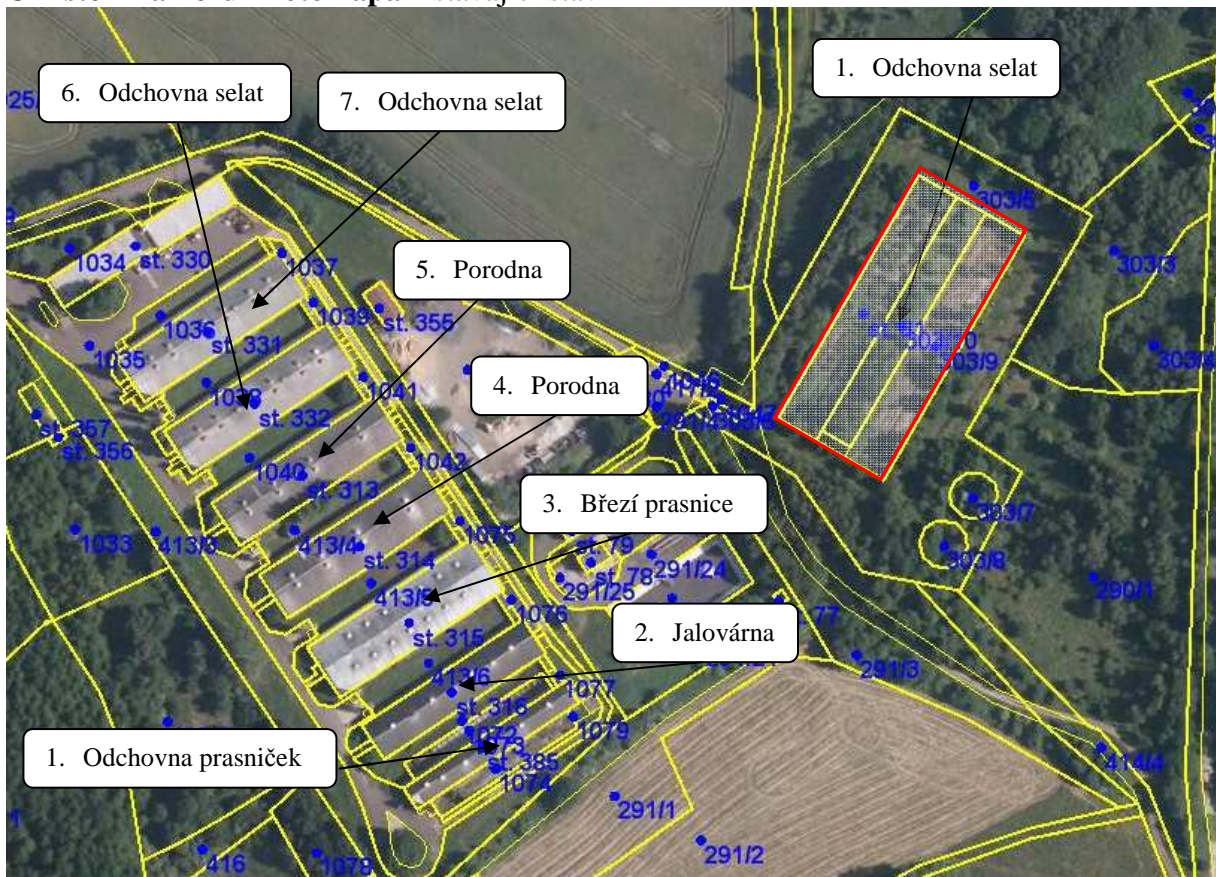 6. Odchovna selat
7. Odchovna selat
1. Odchovna selat
5. Porodna
4. Porodna
3. Březí prasnice
2. Jalovárna
1. Odchovna prasniček
303/5
1034
st. 330
1037
303/3
1036
st. 331
1039
st. 355
1035
303/9
303/4
1041
st. 332
st. 357
st. 356
1042
1040
st. 313
303/7
1033
413/3
413/4
st. 314
1075
st. 79
st. 78
291/24
291/25
303/8
290/1
413/5
1076
st. 315
77
291/3
413/6
st. 316
1077
1079
1072
st. 385
1074
414/4
291/1
291/2
416
1078